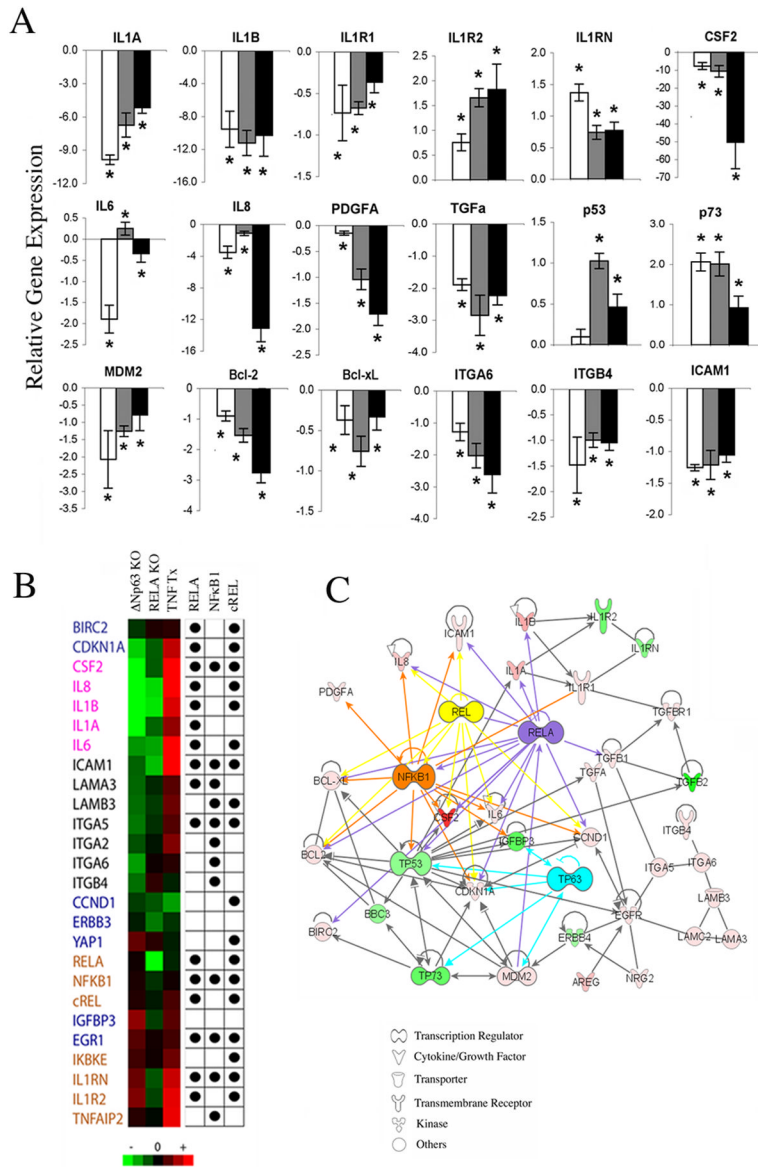 A
Relative Gene Expression
IL1A
0.0
-3.0
-6.0
-9.0
-12.0
* * *
IL1B
0.0
-4.0
-8.0
-12.0
-16.0
* * *
IL1R1
0.0
-0.5
-1.0
-1.5
* * *
IL1R2
2.5
2.0
1.5
1.0
0.5
0.0
* * *
IL1RN
2.0
1.5
1.0
0.5
0.0
* * *
CSF2
0
-10
-20
-30
-40
-50
-60
-70
* * *
IL6
0.5
0.0
-0.5
-1.0
-1.5
-2.0
-2.5
* * *
IL8
0
-4
-8
-12
-16
* * *
PDGFA
0.0
-0.5
-1.0
-1.5
-2.0
-2.5
* * *
TGFa
0.0
-1.0
-2.0
-3.0
-4.0
* * *
p53
1.5
1.0
0.5
0.0
* *
p73
3.0
2.0
1.0
0.0
* * *
MDM2
0.0
-0.5
-1.0
-1.5
-2.0
-2.5
-3.0
-3.5
* * *
Bcl-2
0
-1
-2
-3
-4
* * *
Bcl-xL
0.0
-0.5
-1.0
-1.5
* * *
ITGA6
0.0
-1.0
-2.0
-3.0
-4.0
* * *
ITGB4
0.0
-0.5
-1.0
-1.5
-2.0
-2.5
* * *
ICAM1
0.0
-0.5
-1.0
-1.5
-2.0
* * *
B
ΔNp63 KO
RELA KO
TNF Tx
RELA
NFκB1
cREL
BIRC2
CDKN1A
CSF2
IL8
IL1B
IL1A
IL6
ICAM1
LAMA3
LAMB3
ITGA5
ITGA2
ITGA6
ITGB4
CCND1
ERBB3
YAP1
RELA
NFKB1
cREL
IGFBP3
EGR1
IKBKE
IL1RN
IL1R2
TNFAIP2
- 0 +
C
ICAM1
IL1B
IL1R2
IL8
IL1RN
IL1A
PDGFA
IL1R1
REL
TGFBR1
RELA
TGFB1
NFKB1
TGFA
BCL-XL
TGFB2
CSF2
IL6
ITGB4
IGFBP3
CCND1
BCL2
TP53
ITGA5
ITGA6
TP63
CDKN1A
LAMB3
BBC3
EGFR
BIRC2
ERBB4
LAMC2
LAMA3
TP73
MDM2
AREG
NRG2
Transcription Regulator
Cytokine/Growth Factor
Transporter
Transmembrane Receptor
Kinase
Others